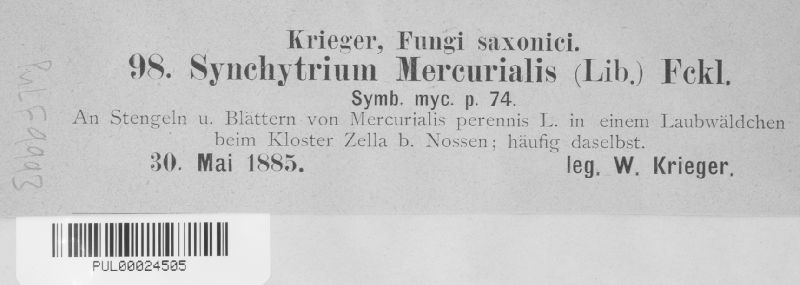 Krieger, Fungi saxonici.
98. Synchytrium Mercurialis (Lib.) Fckl.
Symb. myc. p. 74.
An Stengeln u. Blättern von Mercurialis perennis L. in einem Laubwäldchen
beim Kloster Zella b. Nossen; häufig daselbst.
30. Mai 1885. leg. W. Krieger.
PUL00024505